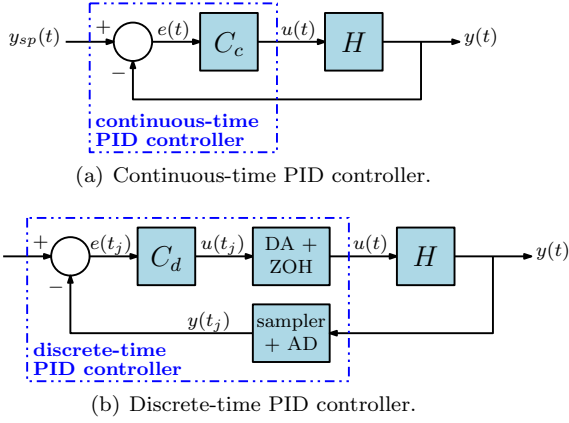 y_sp(t) + e(t) C_c u(t) H y(t)
−
continuous-time
PID controller
(a) Continuous-time PID controller.
+ e(t_j) C_d u(t_j) DA + ZOH u(t) H y(t)
−
y(t_j) sampler + AD
discrete-time
PID controller
(b) Discrete-time PID controller.